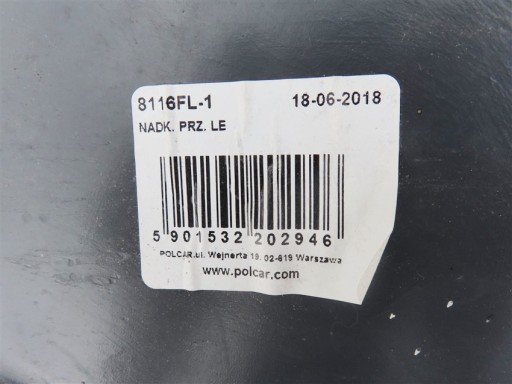 8116FL-1 18-06-2018
NADK. PRZ. LE
5 901532 202946
POLCAR.ul. Wejnerta 19, 02-619 Warszawa
www.polcar.com